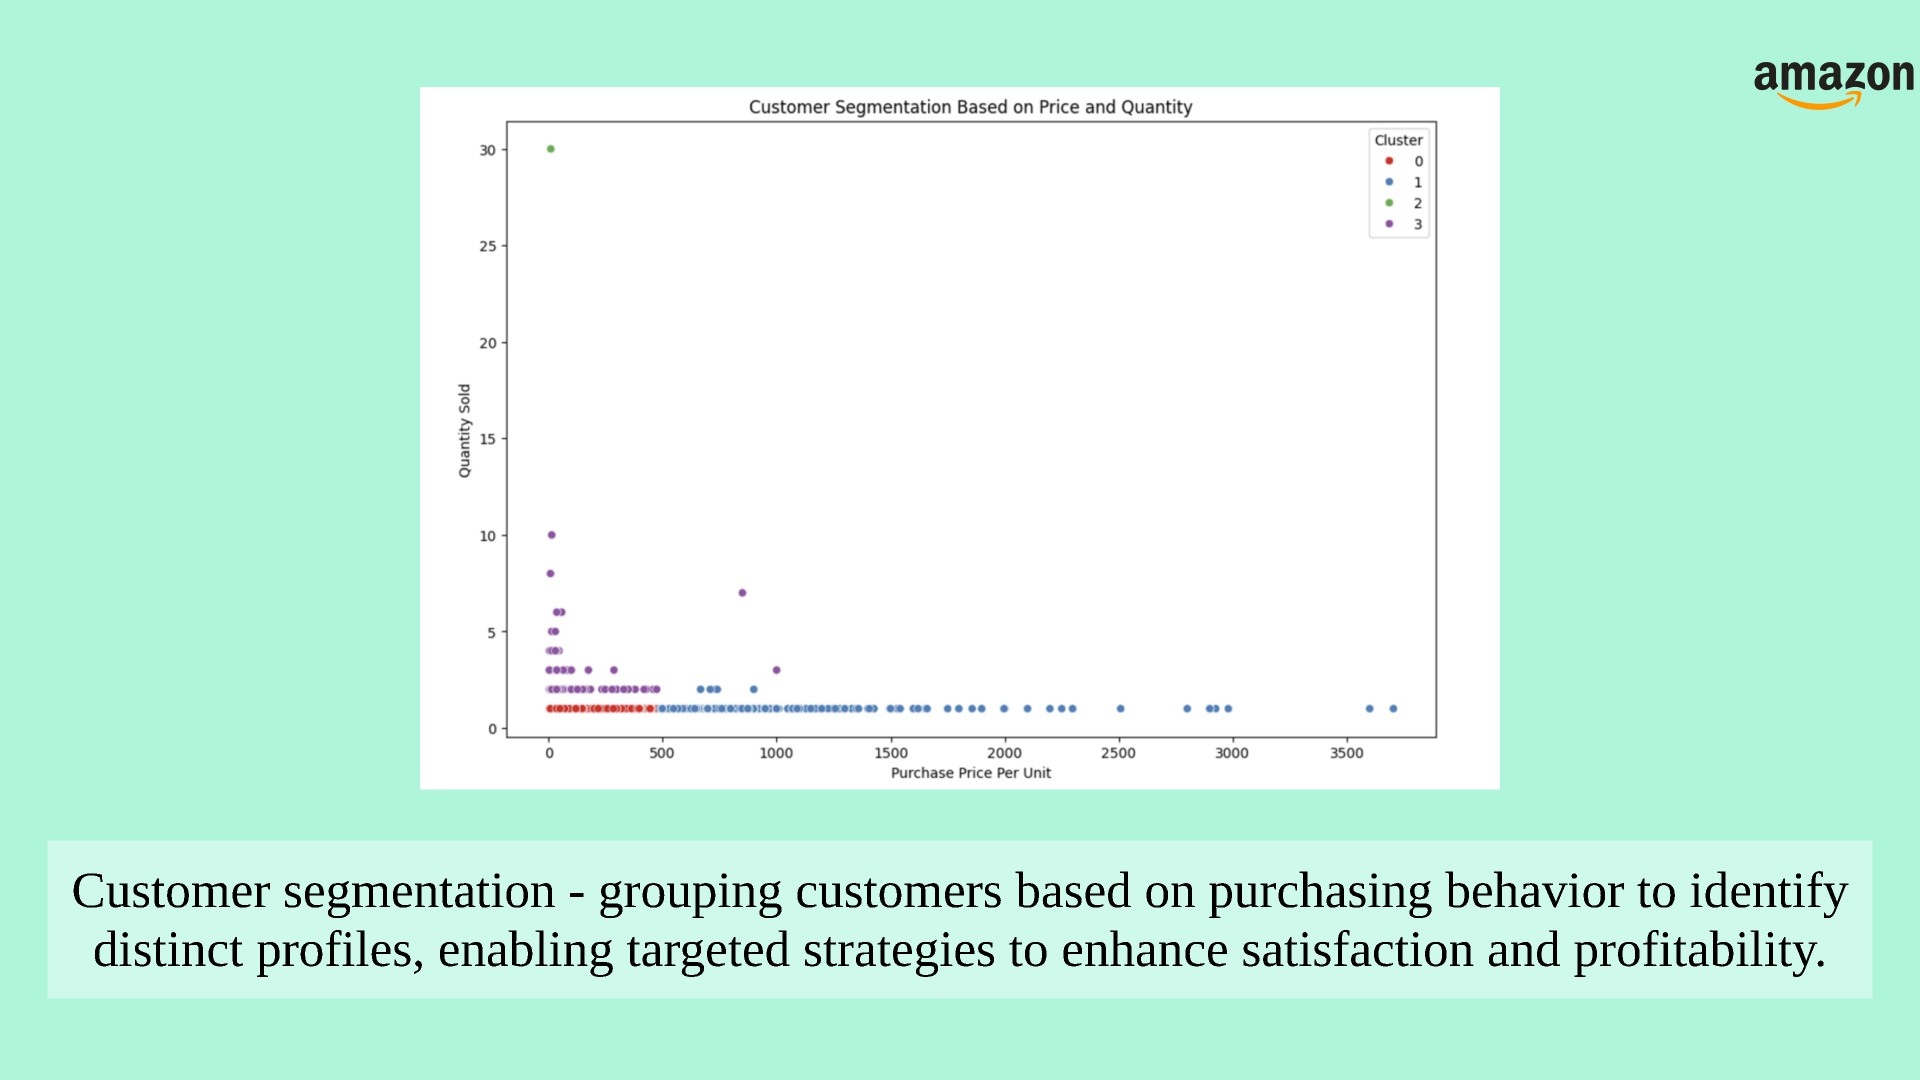 amazon
Customer Segmentation Based on Price and Quantity
Cluster
0
1
2
3
30
25
20
15
10
5
0
Quantity Sold
0 500 1000 1500 2000 2500 3000 3500
Purchase Price Per Unit
Customer segmentation - grouping customers based on purchasing behavior to identify
distinct profiles, enabling targeted strategies to enhance satisfaction and profitability.